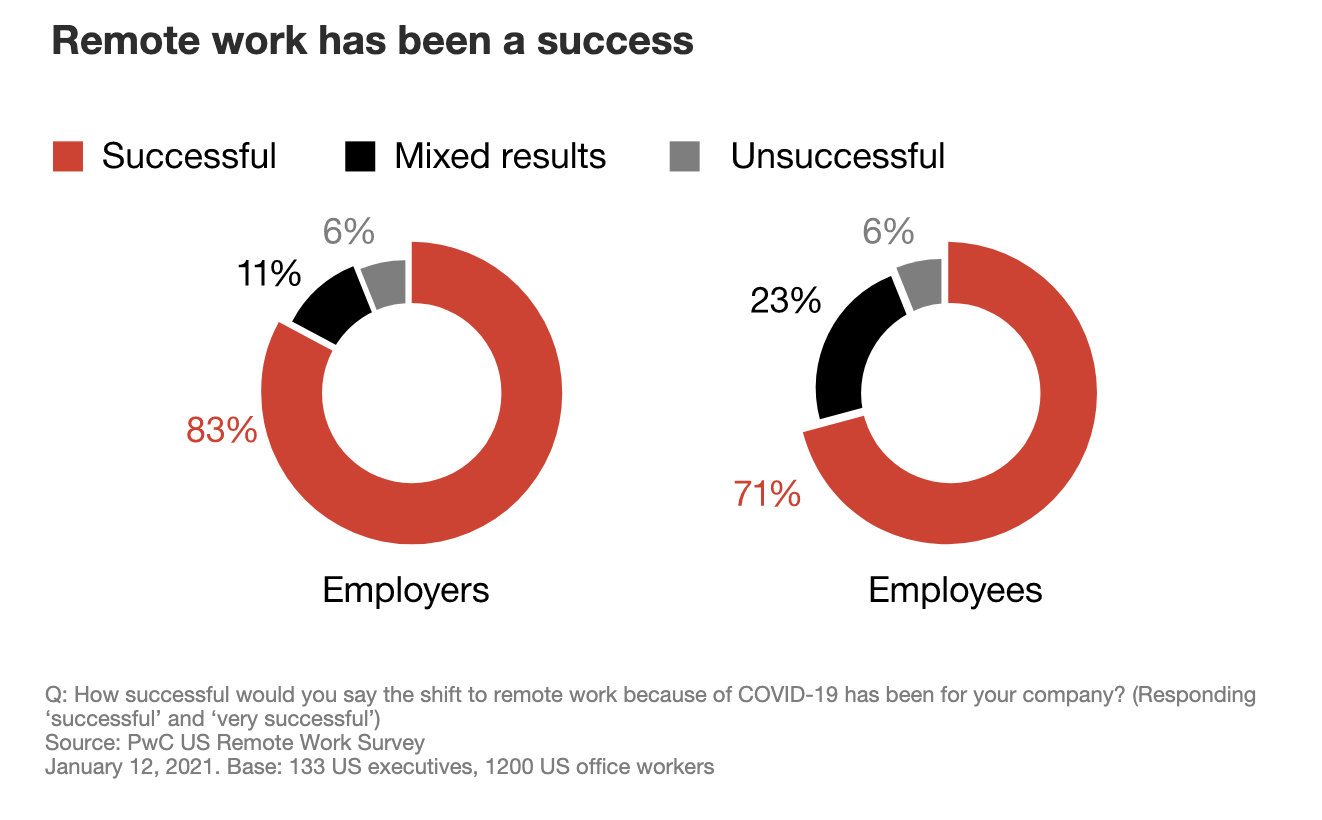 Remote work has been a success
Successful
Mixed results
Unsuccessful
6%
11%
83%
Employers
6%
23%
71%
Employees
Q: How successful would you say the shift to remote work because of COVID-19 has been for your company? (Responding
‘successful’ and ‘very successful’)
Source: PwC US Remote Work Survey
January 12, 2021. Base: 133 US executives, 1200 US office workers